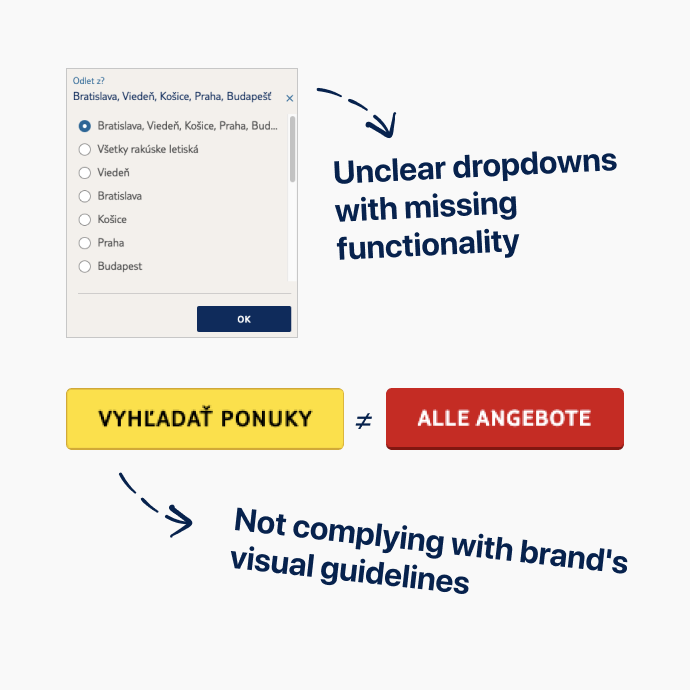 Odlet z?
Bratislava, Viedeň, Košice, Praha, Budapešť
Bratislava, Viedeň, Košice, Praha, Bud...
Všetky rakúske letiská
Viedeň
Bratislava
Košice
Praha
Budapest
OK
Unclear dropdowns
with missing
functionality
VYHĽADAŤ PONUKY ≠ ALLE ANGEBOTE
Not complying with brand's
visual guidelines